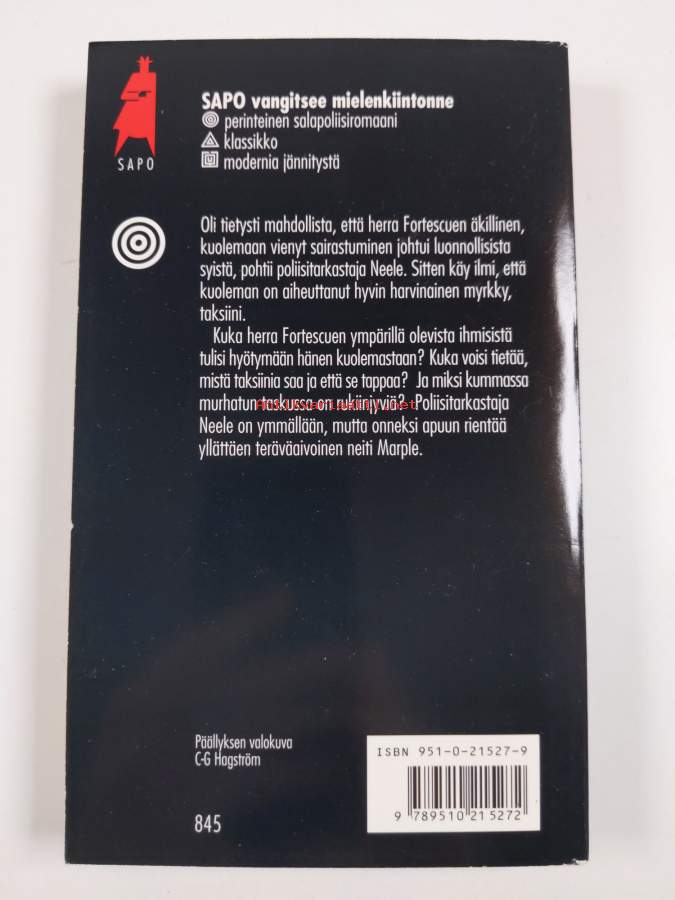 SAPO vangitsee mielenkiintonne
perinteinen salapoliisiromaani
klassikko
modernia jännitystä
SAPO
Oli tietysti mahdollista, että herra Fortescuen äkillinen,
kuolemaan vienyt sairastuminen johtui luonnollisista
syistä, pohtii poliisitarkastaja Neele. Sitten käy ilmi, että
kuoleman on aiheuttanut hyvin harvinainen myrkky,
taksiini.
Kuka herra Fortescuen ympärillä olevista ihmisistä
tulisi hyötymään hänen kuolemastaan? Kuka voisi tietää,
mistä taksiinia saa ja että se tappaa? Ja miksi kummassa
murhatun taskussa on rukiinjyviä? Poliisitarkastaja
Neele on ymmällään, mutta onneksi apuun rientää
yllättäen teräväaivoinen neiti Marple.
Päällyksen valokuva
C-G Hagström
845
ISBN 951-0-21527-9
9 789510 215272